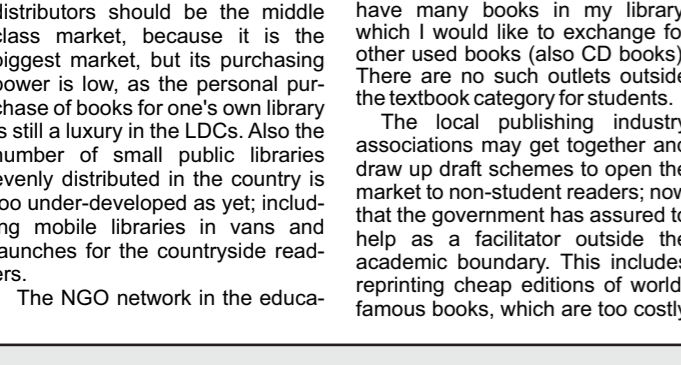 distributors should be the middle
class market, because it is the
biggest market, but its purchasing
power is low, as the personal pur-
chase of books for one's own library
is still a luxury in the LDCs. Also the
number of small public libraries
evenly distributed in the country is
too under-developed as yet; includ-
ing mobile libraries in vans and
launches for the countryside read-
ers.
The NGO network in the educa-
have many books in my library
which I would like to exchange fo
other used books (also CD books)
There are no such outlets outside
the textbook category for students.
The local publishing industry
associations may get together and
draw up draft schemes to open the
market to non-student readers; now
that the government has assured to
help as a facilitator outside the
academic boundary. This includes
reprinting cheap editions of world
famous books, which are too costly